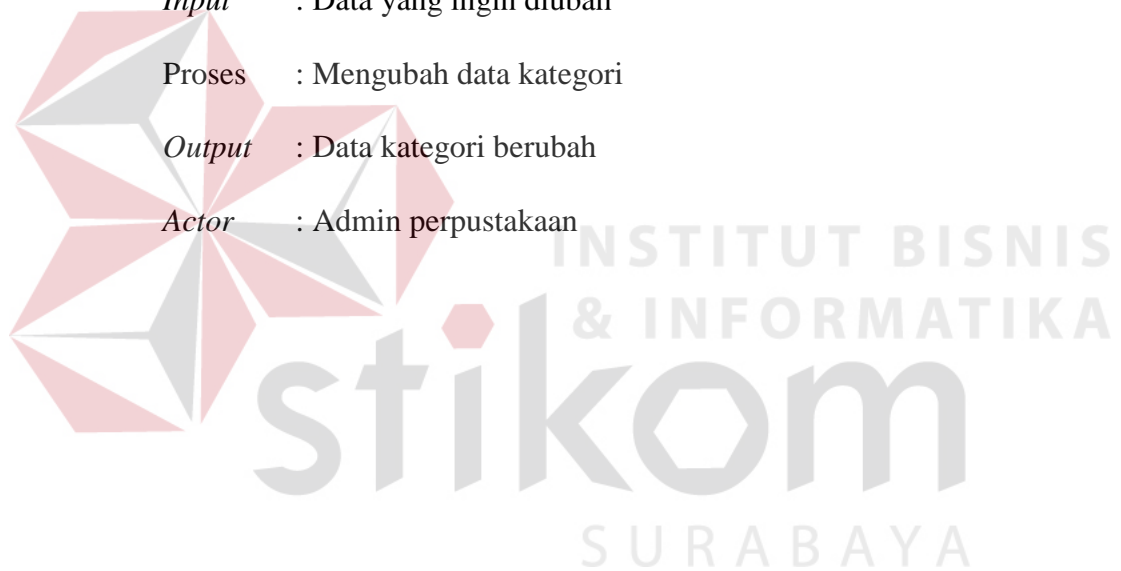 Input : Data yang ingin diubah
Proses : Mengubah data kategori
Output : Data kategori berubah
Actor : Admin perpustakaan
INSTITUT BISNIS
& INFORMATIKA
stikom
SURABAYA